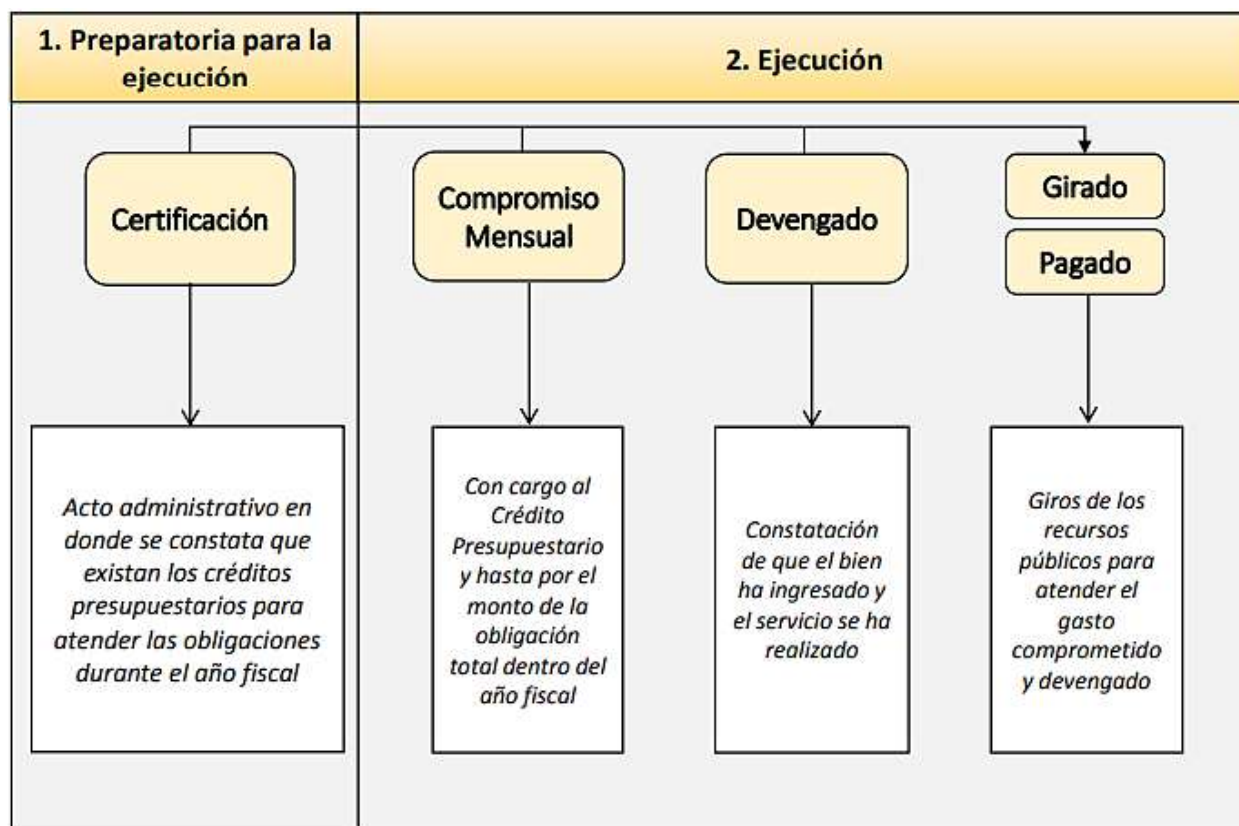 1. Preparatoria para la
ejecución
2. Ejecución
Certificación
Compromiso
Mensual
Devengado
Girado
Pagado
Acto administrativo en
donde se constata que
existan los créditos
presupuestarios para
atender las obligaciones
durante el año fiscal
Con cargo al
Crédito
Presupuestario
y hasta por el
monto de la
obligación
total dentro del
año fiscal
Constatación
de que el bien
ha ingresado y
el servicio se ha
realizado
Giros de los
recursos
públicos para
atender el
gasto
comprometido
y devengado